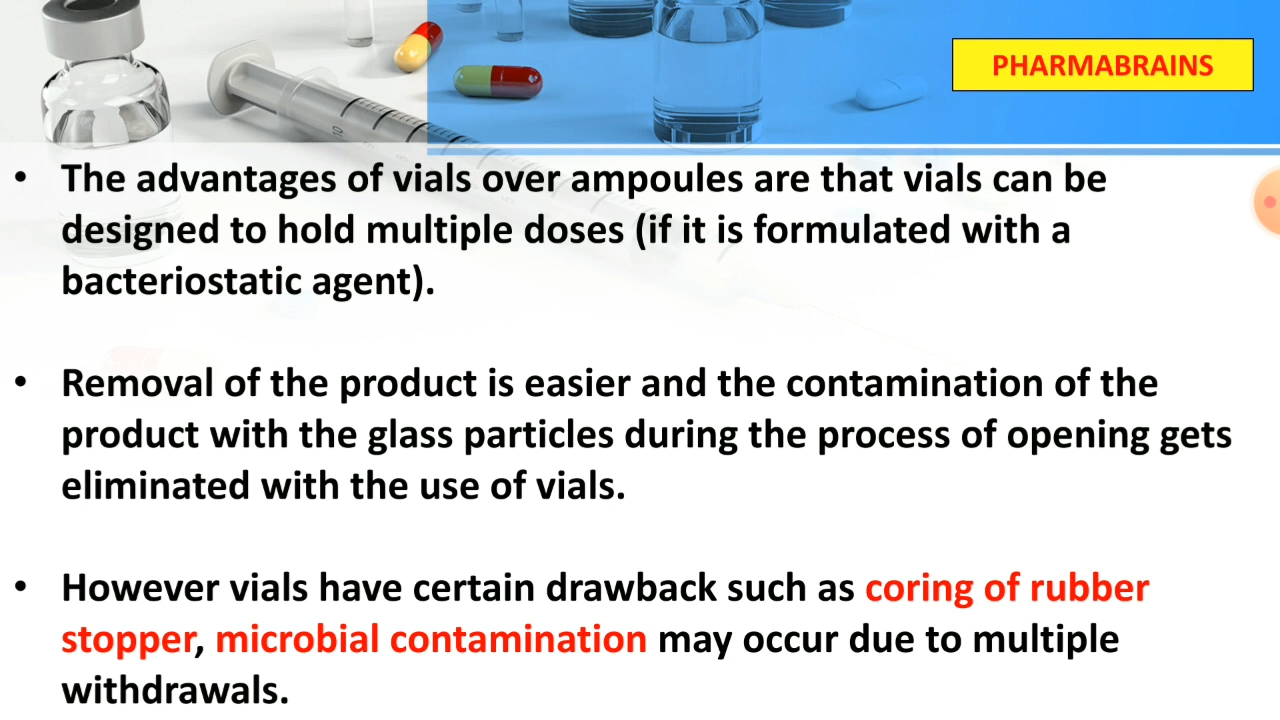 PHARMABRAINS
• The advantages of vials over ampoules are that vials can be
designed to hold multiple doses (if it is formulated with a
bacteriostatic agent).
• Removal of the product is easier and the contamination of the
product with the glass particles during the process of opening gets
eliminated with the use of vials.
• However vials have certain drawback such as coring of rubber
stopper, microbial contamination may occur due to multiple
withdrawals.